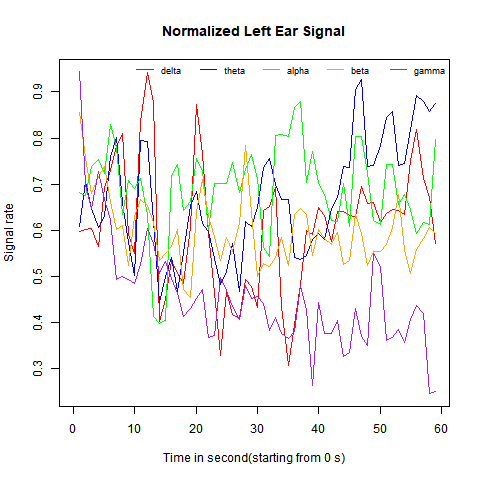 Normalized Left Ear Signal
delta theta alpha beta gamma
0.9
0.8
0.7
0.6
0.5
0.4
0.3
Signal rate
0 10 20 30 40 50 60
Time in second(starting from 0 s)